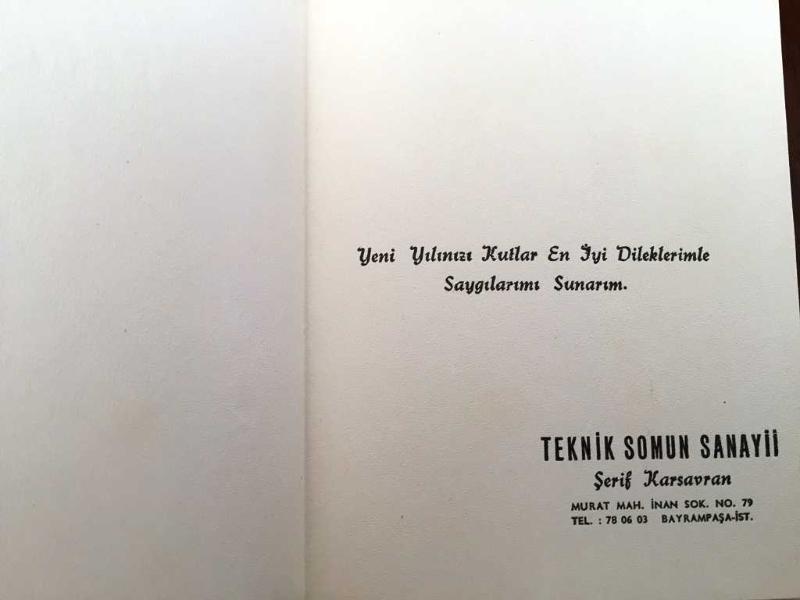 Yeni Yılınızı Kutlar En İyi Dileklerimle
Saygılarımı Sunarım.
TEKNİK SOMUN SANAYİİ
Şerif Karsavran
MURAT MAH. İNAN SOK. NO. 79
TEL. : 78 06 03 BAYRAMPAŞA-İST.